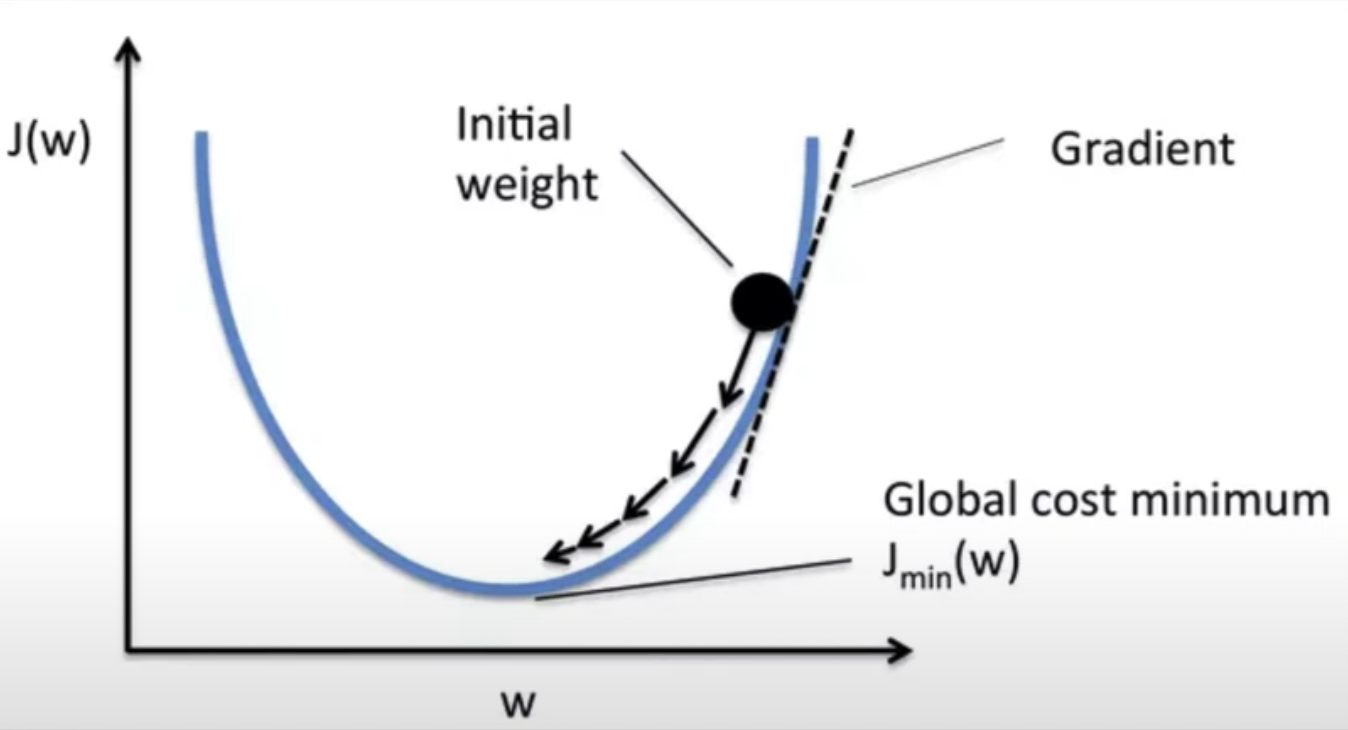 J(w)
Initial
weight
Gradient
Global cost minimum
Jmin(w)
w